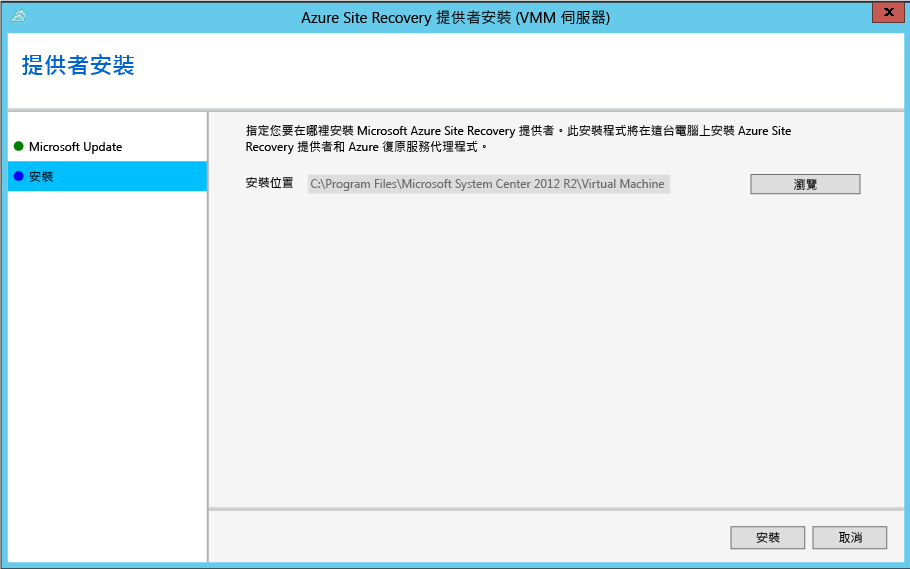 Azure Site Recovery 提供者安裝 (VMM 伺服器)
提供者安裝
Microsoft Update
安裝
指定您要在哪裡安裝 Microsoft Azure Site Recovery 提供者。此安裝程式將在這台電腦上安裝 Azure Site
Recovery 提供者和 Azure 復原服務代理程式。
安裝位置 C:\Program Files\Microsoft System Center 2012 R2\Virtual Machine 瀏覽
安裝 取消